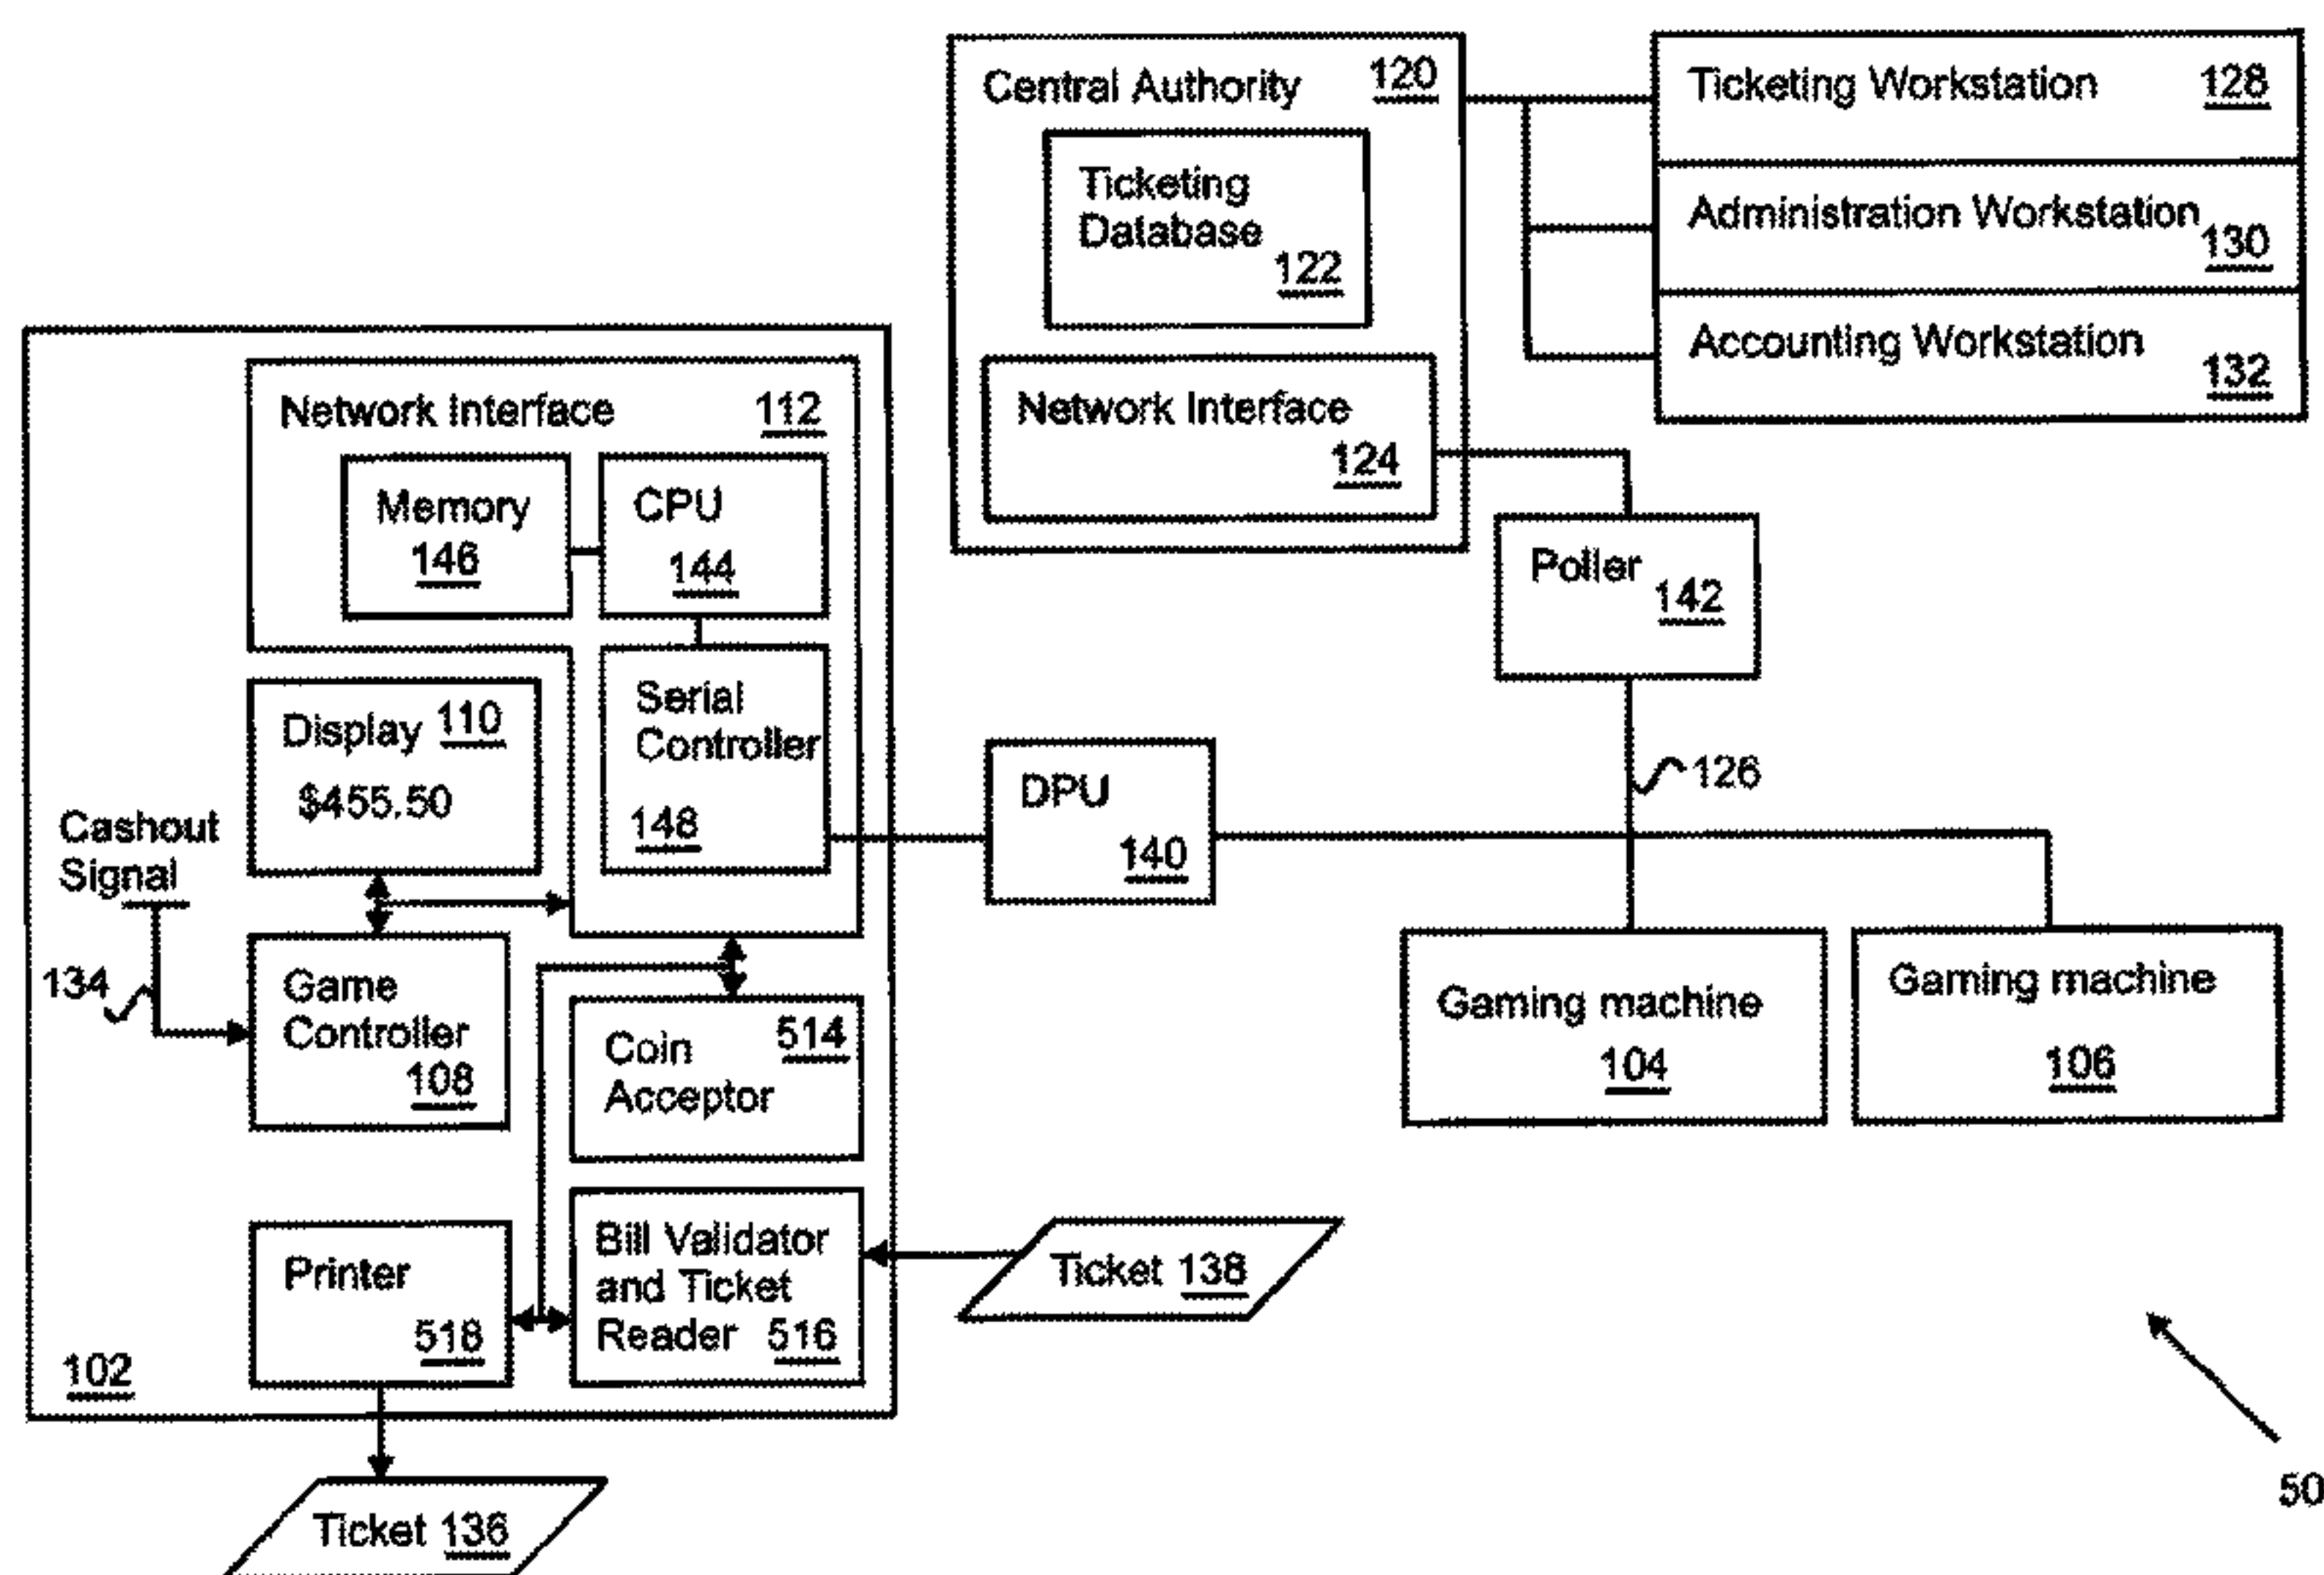 Central Authority 120
Ticketing
Database
122
Network Interface
124
Ticketing Workstation 128
Administration Workstation
130
Accounting Workstation
132
Network Interface 112
Memory
146
CPU
144
Poller
142
Serial
Controller
148
Display 110
$455.50
Cashout
Signal
134
DPU
140
126
Game
Controller
108
Coin
Acceptor
514
Gaming machine
104
Gaming machine
106
Printer
518
Bill Validator
and Ticket
Reader 516
Ticket 138
102
Ticket 136
50